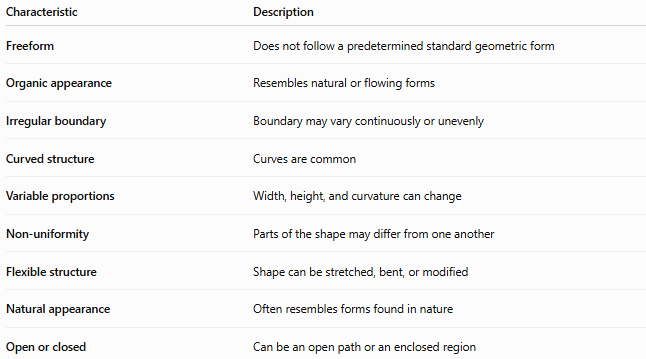 Characteristic Description
Freeform Does not follow a predetermined standard geometric form
Organic appearance Resembles natural or flowing forms
Irregular boundary Boundary may vary continuously or unevenly
Curved structure Curves are common
Variable proportions Width, height, and curvature can change
Non-uniformity Parts of the shape may differ from one another
Flexible structure Shape can be stretched, bent, or modified
Natural appearance Often resembles forms found in nature
Open or closed Can be an open path or an enclosed region